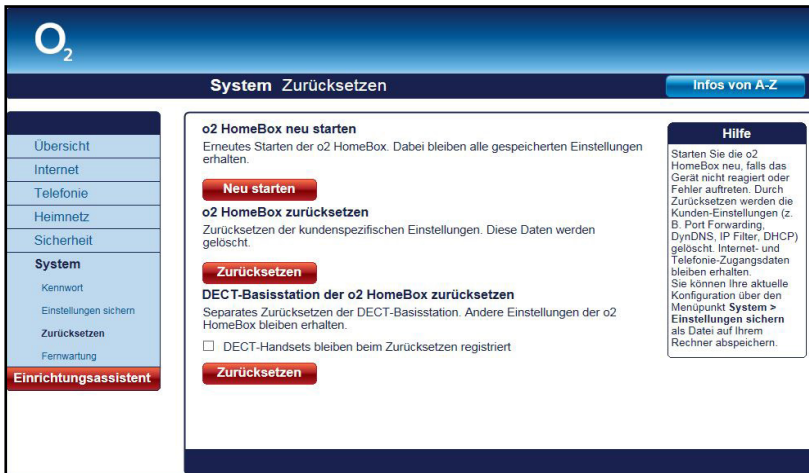 O2
System Zurücksetzen
Infos von A-Z
Übersicht
Internet
Telefonie
Heimnetz
Sicherheit
System
Kennwort
Einstellungen sichern
Zurücksetzen
Fernwartung
Einrichtungsassistent
o2 HomeBox neu starten
Erneutes Starten der o2 HomeBox. Dabei bleiben alle gespeicherten Einstellungen
erhalten.
Neu starten
o2 HomeBox zurücksetzen
Zurücksetzen der kundenspezifischen Einstellungen. Diese Daten werden
gelöscht.
Zurücksetzen
DECT-Basisstation der o2 HomeBox zurücksetzen
Separates Zurücksetzen der DECT-Basisstation. Andere Einstellungen der o2
HomeBox bleiben erhalten.
DECT-Handsets bleiben beim Zurücksetzen registriert
Zurücksetzen
Hilfe
Starten Sie die o2
HomeBox neu, falls das
Gerät nicht reagiert oder
Fehler auftreten. Durch
Zurücksetzen werden die
Kunden-Einstellungen (z.
B. Port Forwarding,
DynDNS, IP Filter, DHCP)
gelöscht. Internet- und
Telefonie-Zugangsdaten
bleiben erhalten.
Sie können Ihre aktuelle
Konfiguration über den
Menüpunkt System >
Einstellungen sichern
als Datei auf Ihrem
Rechner abspeichern.